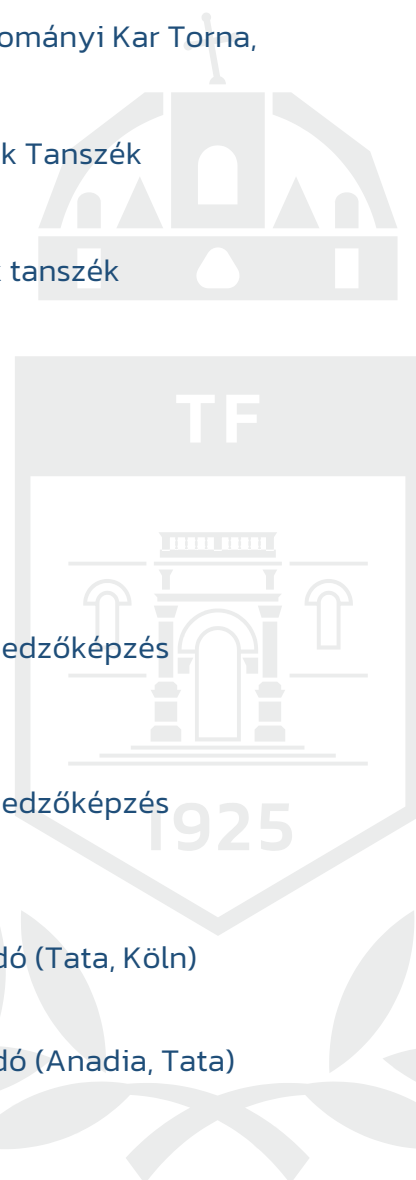 ományi Kar Torna,
k Tanszék
tanszék
TF
edzőképzés
edzőképzés
1925
dó (Tata, Köln)
dó (Anadia, Tata)